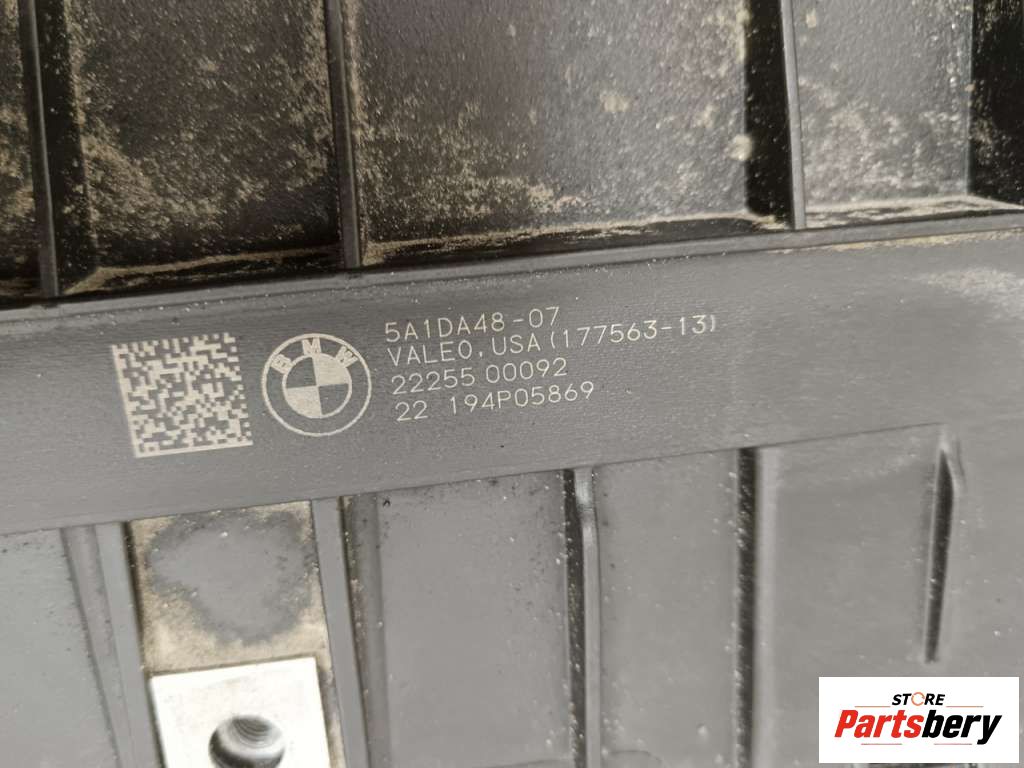 5A1DA48-07
VALEO, USA (177563-13)
22255 00092
22 194P05869
BMW
STORE
Partsbery